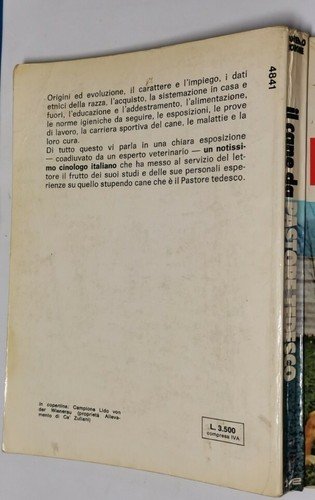 4841
Origini ed evoluzione, il carattere e l'impiego, i dati
etnici della razza, l'acquisto, la sistemazione in casa e
fuori, l'educazione e l'addestramento, l'alimentazione,
le norme igieniche da seguire, le esposizioni, le prove
di lavoro, la carriera sportiva del cane, le malattie e la
loro cura.
Di tutto questo vi parla in una chiara esposizione
— coadiuvato da un esperto veterinario — un notissi-
mo cinologo italiano che ha messo al servizio del let-
tore il frutto dei suoi studi e delle sue personali espe-
rienze su quello stupendo cane che è il Pastore tedesco.
In copertina: Campione Lido von
der Wienerau (proprietà Alleva-
mento di Ca' Zuliani)
L. 3.500
compresa IVA
il cane da PASTORE TEDESCO